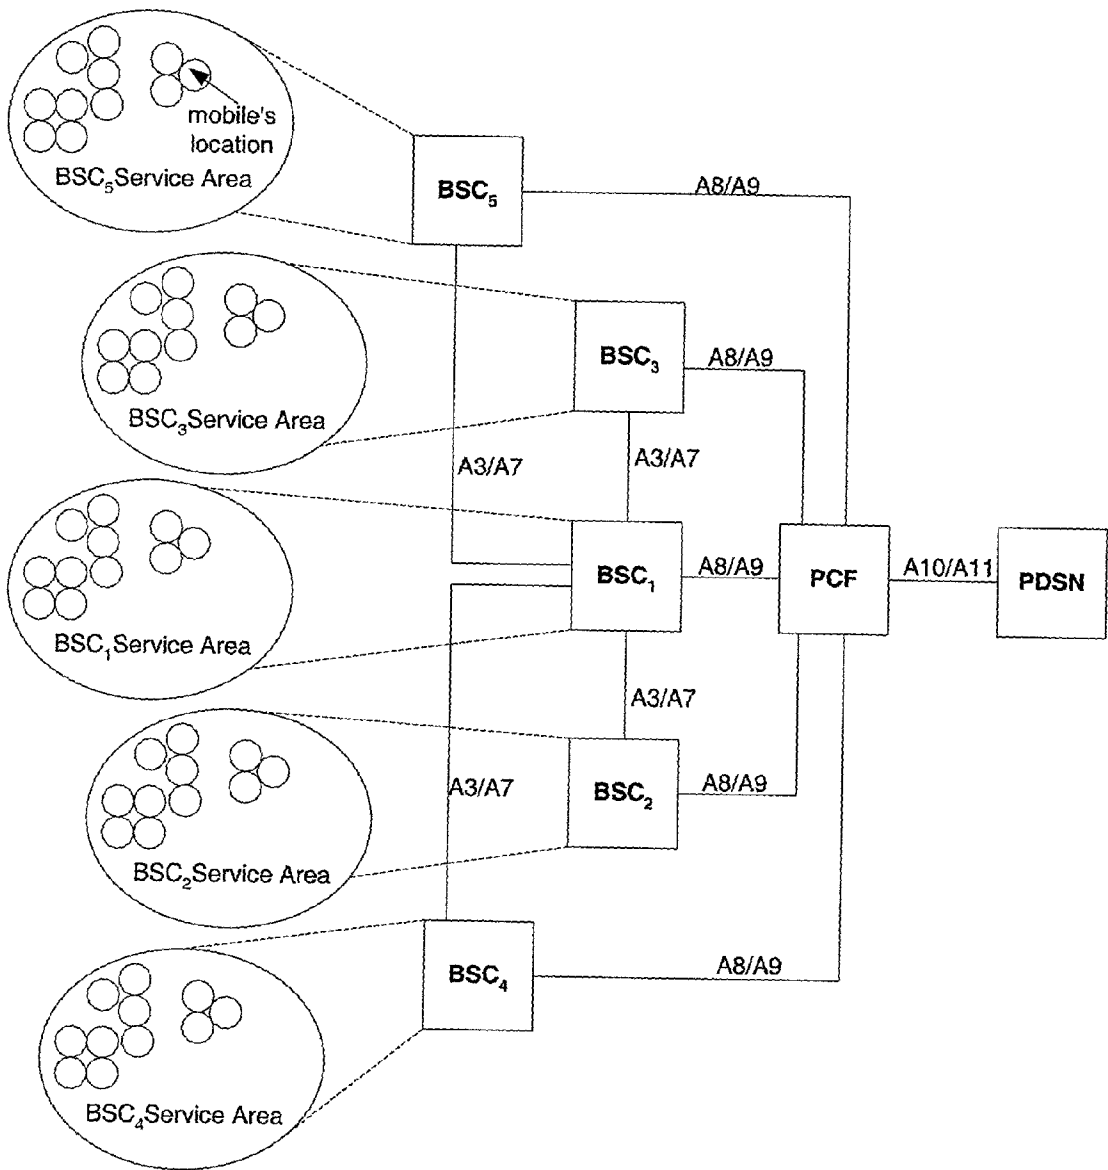 mobile's
location
BSC₅Service Area
BSC₅
A8/A9
BSC₃Service Area
BSC₃
A8/A9
A3/A7
A3/A7
BSC₁Service Area
BSC₁
A8/A9
PCF
A10/A11
PDSN
A3/A7
BSC₂Service Area
A3/A7
BSC₂
A8/A9
BSC₄Service Area
BSC₄
A8/A9